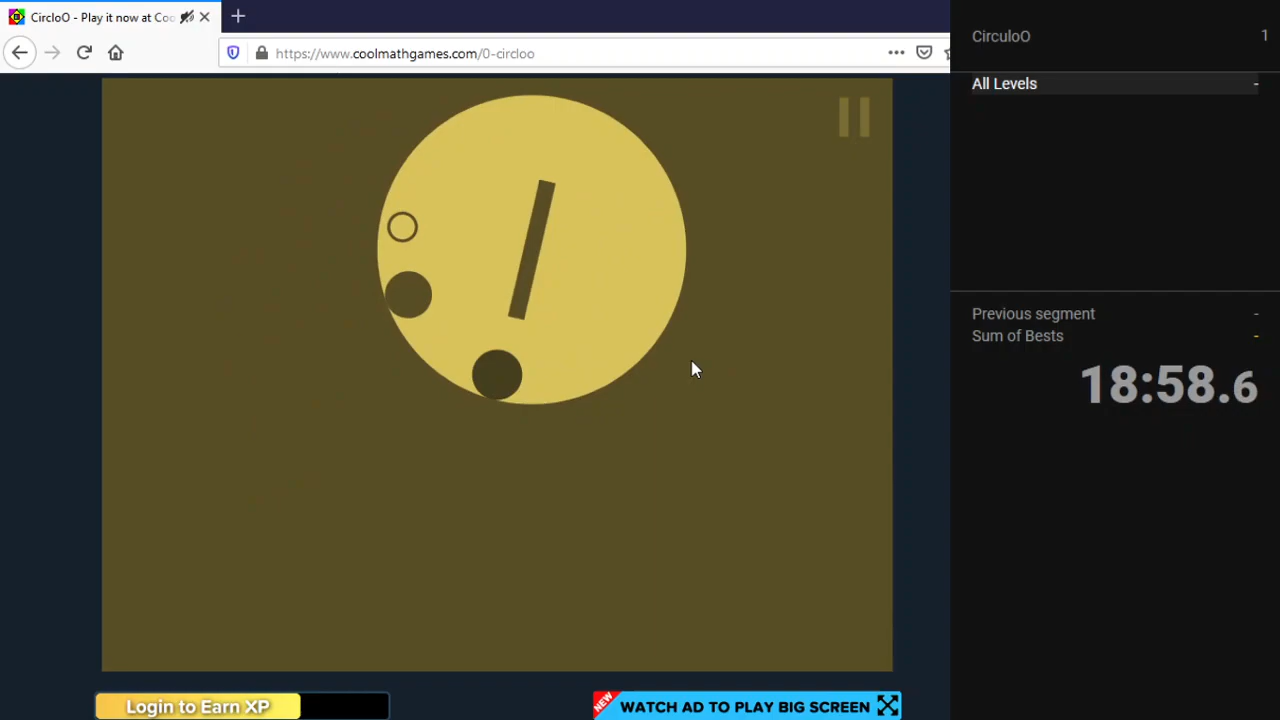 CircloO - Play it now at Coo
https://www.coolmathgames.com/0-circloo
CirculoO 1
All Levels -
Previous segment -
Sum of Bests -
18:58.6
Login to Earn XP
NEW WATCH AD TO PLAY BIG SCREEN